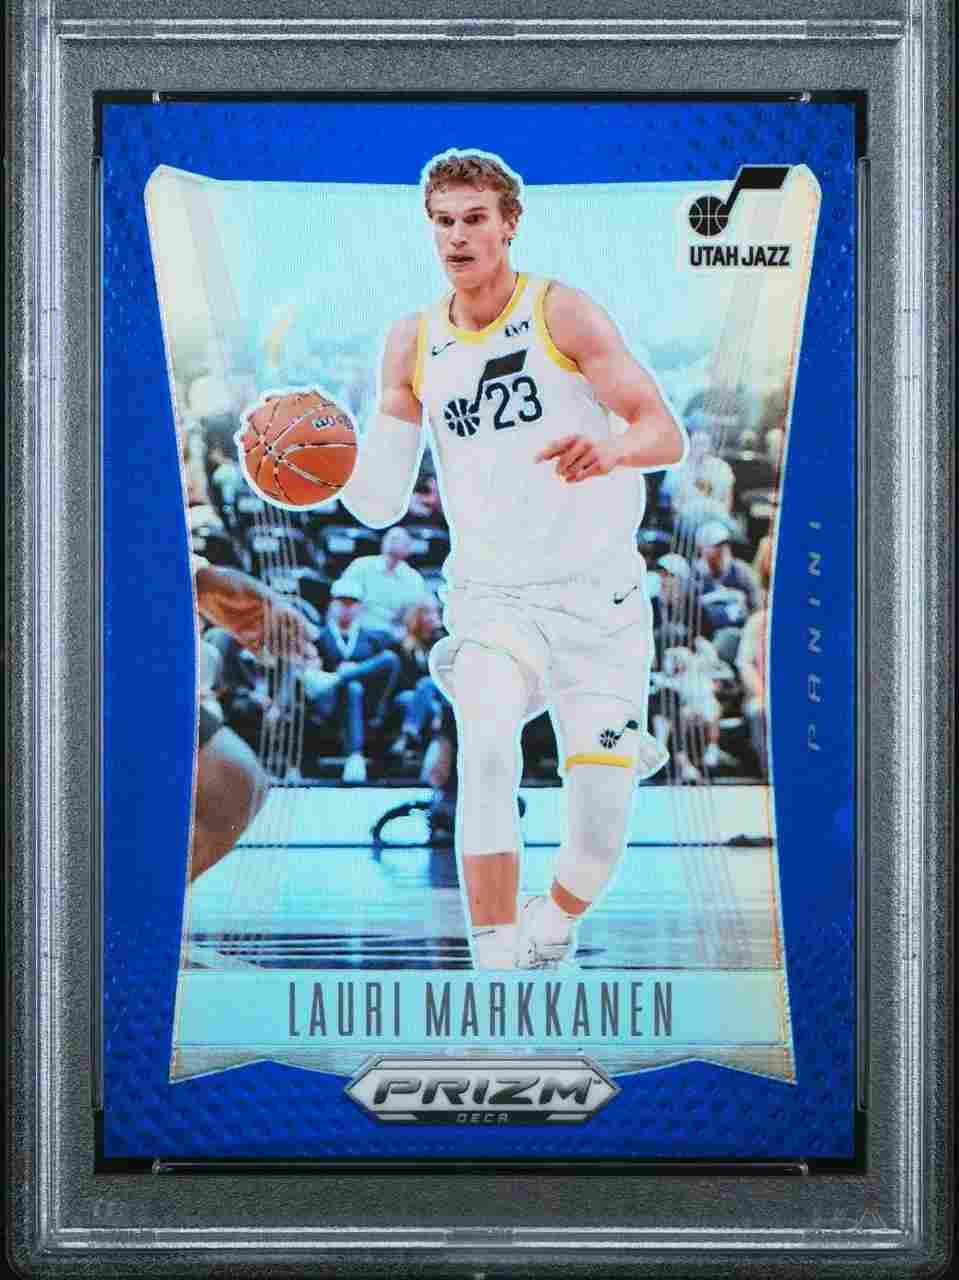 UTAH JAZZ
23
PANINI
LAURI MARKKANEN
PRIZM
DECA